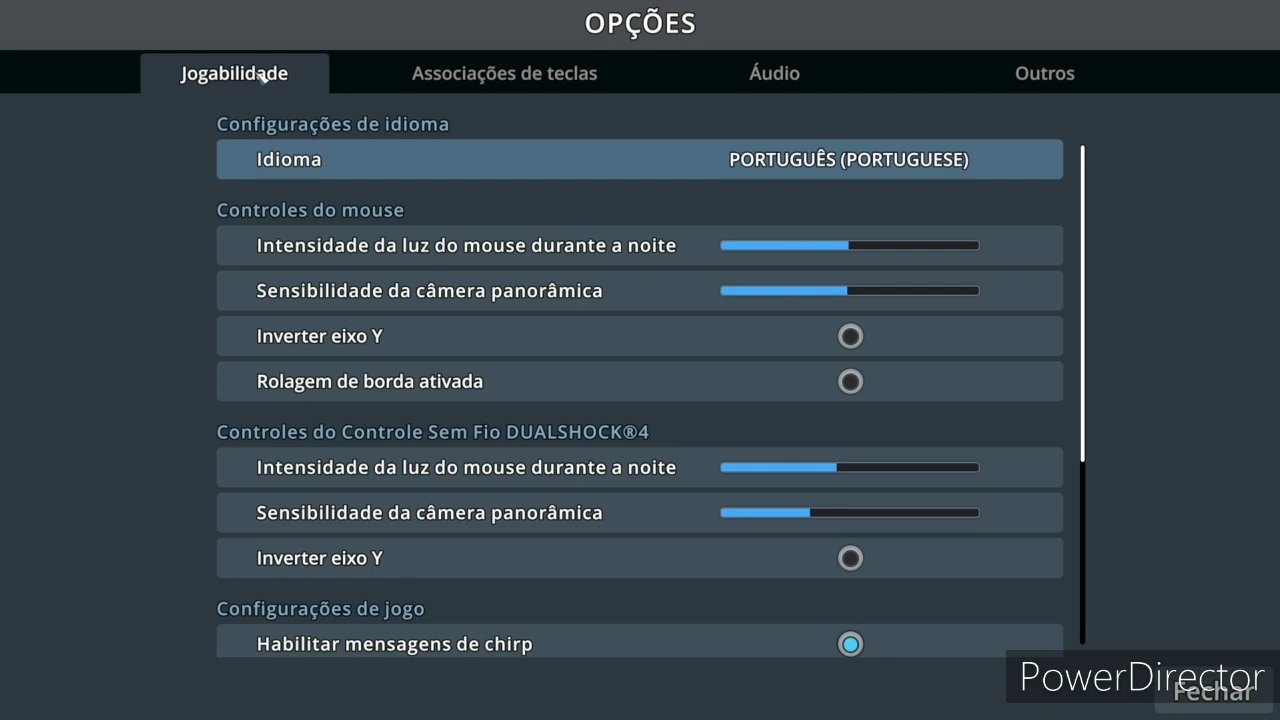 OPÇÕES
Jogabilidade Associações de teclas Áudio Outros
Configurações de idioma
Idioma PORTUGUÊS (PORTUGUESE)
Controles do mouse
Intensidade da luz do mouse durante a noite
Sensibilidade da câmera panorâmica
Inverter eixo Y
Rolagem de borda ativada
Controles do Controle Sem Fio DUALSHOCK®4
Intensidade da luz do mouse durante a noite
Sensibilidade da câmera panorâmica
Inverter eixo Y
Configurações de jogo
Habilitar mensagens de chirp
PowerDirector
Fechar